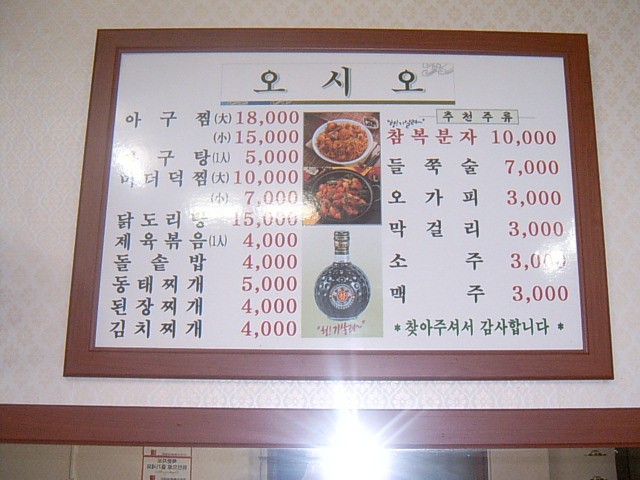 오 시 오
아 구 찜 (大) 18,000
(小) 15,000
구 탕 (1人) 5,000
더 덕 찜 (大) 10,000
(小) 7,000
닭 도 리 탕 15,000
제 육 볶 음 (1人) 4,000
돌 솥 밥 4,000
동 태 찌 개 5,000
된 장 찌 개 4,000
김 치 찌 개 4,000
추 천 주 류
참 복 분 자 10,000
들 쭉 술 7,000
오 가 피 3,000
막 걸 리 3,000
소 주 3,000
맥 주 3,000
* 찾아주셔서 감사합니다 *